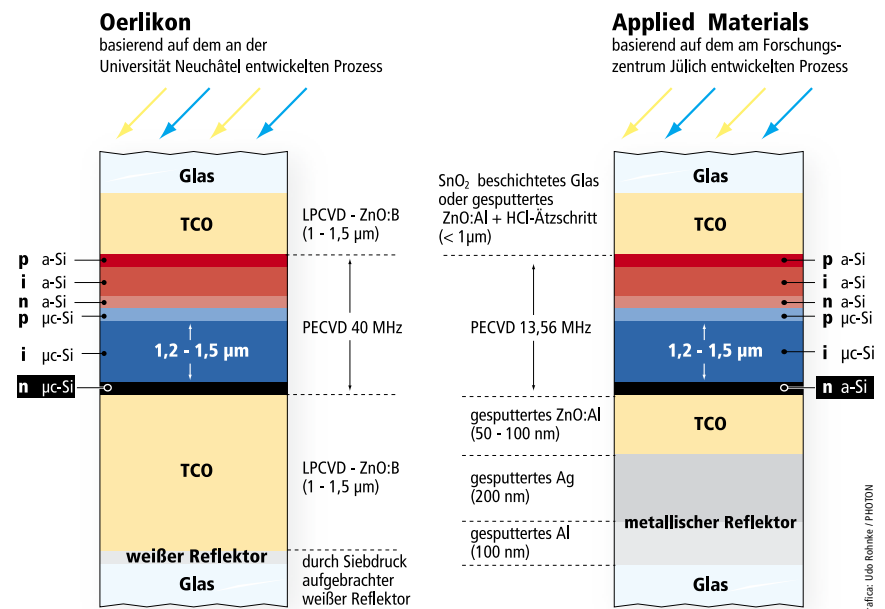 Oerlikon
basierend auf dem an der
Universität Neuchâtel entwickelten Prozess
Glas
TCO
LPCVD - ZnO:B
(1 - 1,5 µm)
p a-Si
i a-Si
n a-Si
p µc-Si
i µc-Si
n µc-Si
1,2 - 1,5 µm
PECVD 40 MHz
TCO
LPCVD - ZnO:B
(1 - 1,5 µm)
weißer Reflektor
durch Siebdruck
aufgebrachter
weißer Reflektor
Glas
Applied Materials
basierend auf dem am Forschungs-
zentrum Jülich entwickelten Prozess
Glas
SnO₂ beschichtetes Glas
oder gesputtertes
ZnO:Al + HCl-Ätzschritt
(< 1µm)
TCO
p a-Si
i a-Si
n a-Si
p µc-Si
i µc-Si
n a-Si
PECVD 13,56 MHz
1,2 - 1,5 µm
gesputtertes ZnO:Al
(50 - 100 nm)
TCO
gesputtertes Ag
(200 nm)
metallischer Reflektor
gesputtertes Al
(100 nm)
Glas
Udo Rohnke / PHOTON